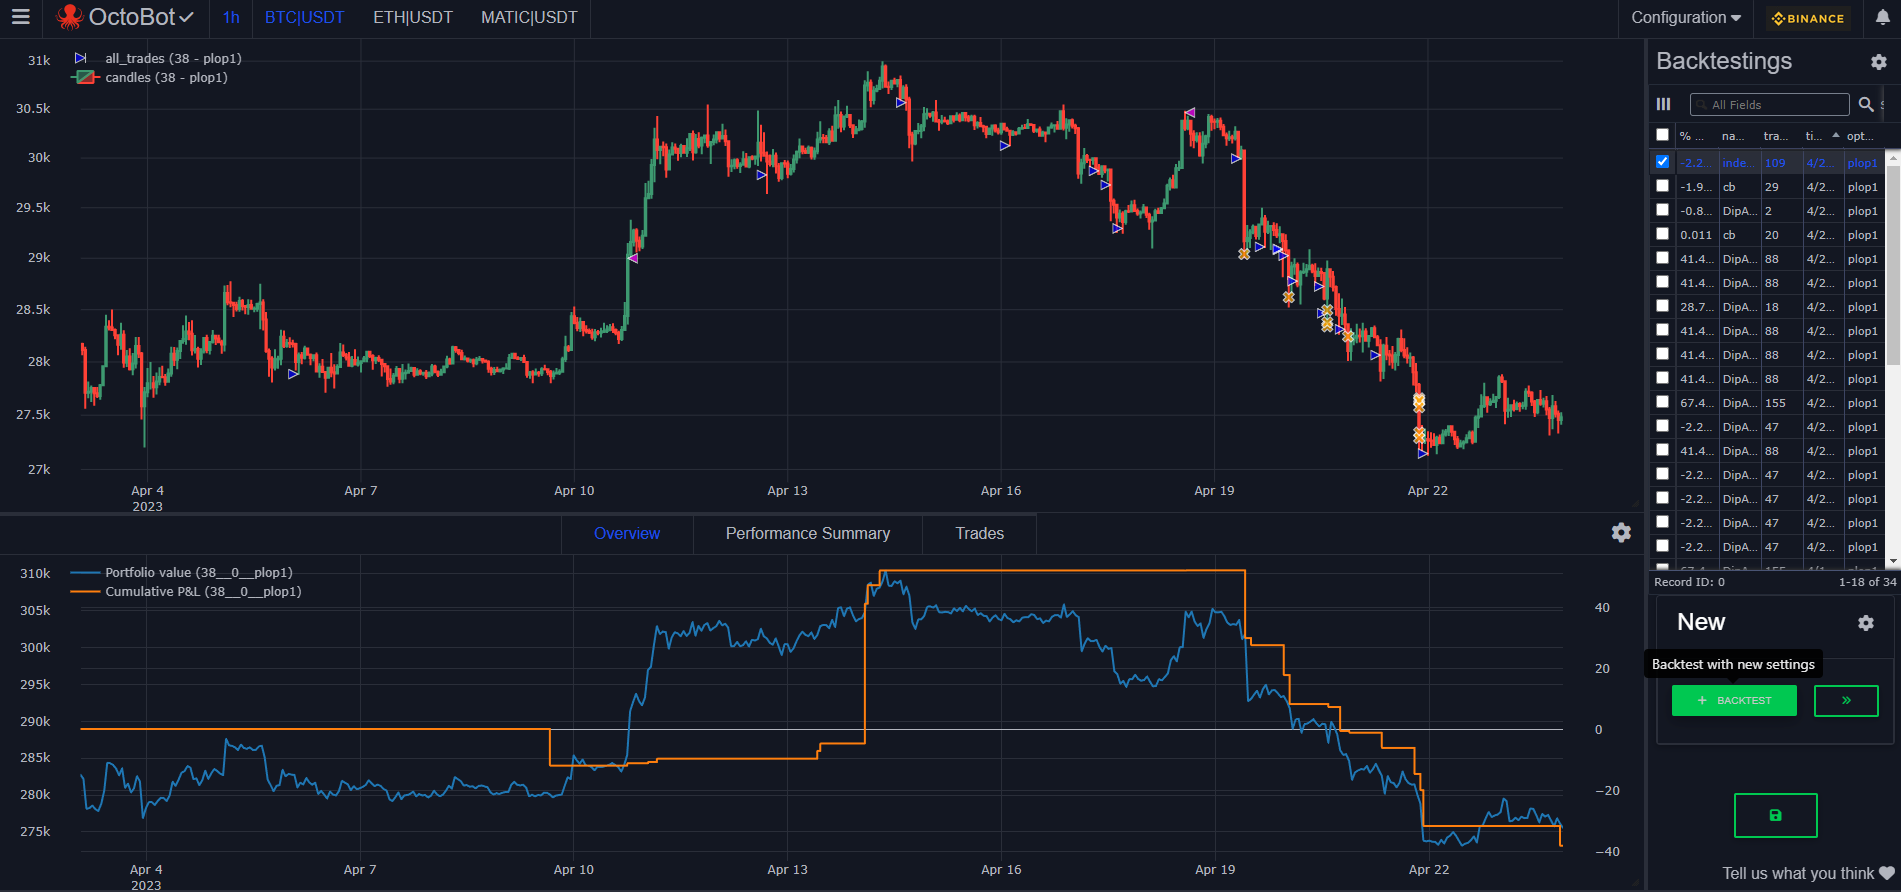 OctoBot 1h BTC|USDT ETH|USDT MATIC|USDT Configuration BINANCE
all_trades (38 - plop1)
candles (38 - plop1)
31k
30.5k
30k
29.5k
29k
28.5k
28k
27.5k
27k
Apr 4 Apr 7 Apr 10 Apr 13 Apr 16 Apr 19 Apr 22
2023
Overview Performance Summary Trades
Portfolio value (38__0__plop1)
Cumulative P&L (38__0__plop1)
310k
305k 40
300k
295k 20
290k
0
285k
280k −20
275k
−40
Apr 4 Apr 7 Apr 10 Apr 13 Apr 16 Apr 19 Apr 22
2023
Backtestings
All Fields
% ... na... tra... ti... opt...
-2.2... inde... 109 4/2... plop1
-1.9... cb 29 4/2... plop1
-0.8... DipA... 2 4/2... plop1
0.011 cb 20 4/2... plop1
41.4... DipA... 88 4/2... plop1
41.4... DipA... 88 4/2... plop1
28.7... DipA... 18 4/2... plop1
41.4... DipA... 88 4/2... plop1
41.4... DipA... 88 4/2... plop1
41.4... DipA... 88 4/2... plop1
67.4... DipA... 155 4/2... plop1
-2.2... DipA... 47 4/2... plop1
41.4... DipA... 88 4/2... plop1
-2.2... DipA... 47 4/2... plop1
-2.2... DipA... 47 4/2... plop1
-2.2... DipA... 47 4/2... plop1
-2.2... DipA... 47 4/2... plop1
Record ID: 0 1-18 of 34
New
Backtest with new settings
+ BACKTEST »
Tell us what you think